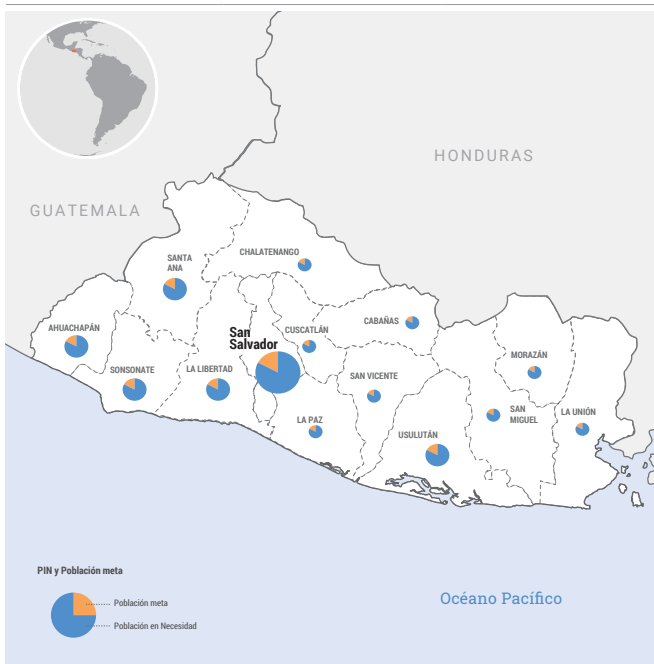 HONDURAS
GUATEMALA
CHALATENANGO
SANTA
ANA
CABAÑAS
AHUACHAPÁN
San
Salvador
CUSCATLÁN
MORAZÁN
SONSONATE
LA LIBERTAD
SAN VICENTE
SAN
MIGUEL
LA UNIÓN
LA PAZ
USULUTÁN
PIN y Población meta
Población meta
Población en Necesidad
Océano Pacífico